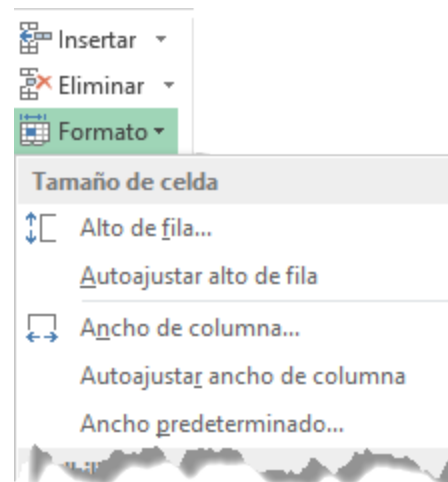 Insertar
Eliminar
Formato
Tamaño de celda
Alto de fila...
Autoajustar alto de fila
Ancho de columna...
Autoajustar ancho de columna
Ancho predeterminado...